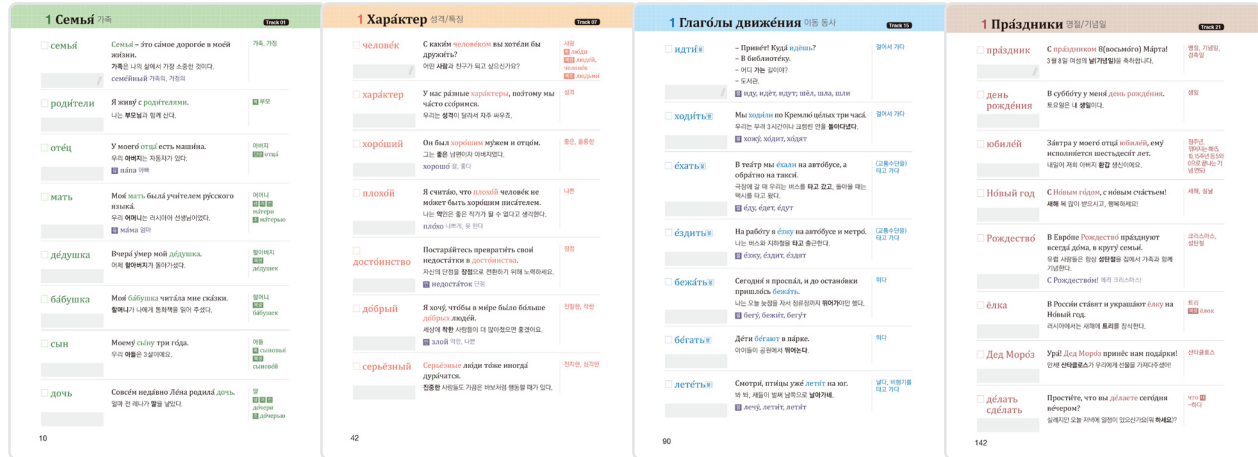 1 Семья́ 가족
Track 01
семья́
Семья́ – э́то са́мое дорого́е в мое́й
жи́зни.
가족은 나의 삶에서 가장 소중한 것이다.
семе́йный 가족의, 가정의
가족, 가정
роди́тели
Я живу́ с роди́телями.
나는 부모님과 함께 산다.
부모
оте́ц
У моего́ отца́ есть маши́на.
우리 아버지는 자동차가 있다.
па́па 아빠
아버지
отца́
мать
Моя́ мать была́ учи́телем ру́сского
языка́.
우리 어머니는 러시아어 선생님이었다.
ма́ма 엄마
어머니
ма́тери
ма́терью
де́душка
Вчера́ у́мер мой де́душка.
어제 할아버지가 돌아가셨다.
할아버지
де́душек
ба́бушка
Моя́ ба́бушка чита́ла мне ска́зки.
할머니가 나에게 동화책을 읽어 주셨다.
할머니
ба́бушек
сын
Моему́ сы́ну три го́да.
우리 아들은 3살이에요.
아들
сыновья́
сынове́й
дочь
Совсе́м неда́вно Ле́на родила́ дочь.
얼마 전 레나가 딸을 낳았다.
딸
до́чери
до́черью
10
1 Хара́ктер 성격/특징
Track 07
челове́к
С каки́м челове́ком вы хоте́ли бы
дружи́ть?
어떤 사람과 친구가 되고 싶으신가요?
사람
лю́ди
люде́й,
челове́к
людьми́
хара́ктер
У нас ра́зные хара́ктеры, поэ́тому мы
ча́сто ссо́римся.
우리는 성격이 달라서 자주 싸워요.
성격
хоро́ший
Он был хоро́шим му́жем и отцо́м.
그는 좋은 남편이자 아버지였다.
хорошо́ 잘, 좋다
좋은, 훌륭한
плохо́й
Я счита́ю, что плохо́й челове́к не
мо́жет быть хоро́шим писа́телем.
나는 악인은 좋은 작가가 될 수 없다고 생각한다.
пло́хо 나쁘게, 못 한다
나쁜
досто́инство
Постара́йтесь преврати́ть свои́
недоста́тки в досто́инства.
자신의 단점을 장점으로 전환하기 위해 노력하세요.
недоста́ток 단점
장점
до́брый
Я хочу́, что́бы в ми́ре бы́ло бо́льше
до́брых люде́й.
세상에 착한 사람들이 더 많아졌으면 좋겠어요.
злой 악한, 나쁜
친절한, 착한
серьёзный
Серьёзные лю́ди то́же иногда́
дура́чатся.
진중한 사람들도 가끔은 바보처럼 행동할 때가 있다.
진지한, 심각한
42
1 Глаго́лы движе́ния 이동 동사
Track 15
идти́
– Приве́т! Куда́ идёшь?
– В библиоте́ку.
– 어디 가는 길이야?
– 도서관.
иду́, идёт, иду́т; шёл, шла, шли
걸어서 가다
ходи́ть
Мы ходи́ли по Кремлю́ це́лых три часа́.
우리는 무려 3시간이나 크렘린 안을 돌아다녔다.
хожу́, хо́дит, хо́дят
걸어서 가다
е́хать
В теа́тр мы е́хали на авто́бусе, а
обра́тно на такси́.
극장에 갈 때 우리는 버스를 타고 갔고, 돌아올 때는
택시를 타고 왔다.
е́ду, е́дет, е́дут
(교통수단을)
타고 가다
е́здить
На рабо́ту я е́зжу на авто́бусе и метро́.
나는 버스와 지하철을 타고 출근한다.
е́зжу, е́здит, е́здят
(교통수단을)
타고 가다
бежа́ть
Сего́дня я проспа́л, и до остано́вки
пришло́сь бежа́ть.
나는 오늘 늦잠을 자서 정류장까지 뛰어가야만 했다.
бегу́, бежи́т, бегу́т
뛰다
бе́гать
Де́ти бе́гают в па́рке.
아이들이 공원에서 뛰어논다.
뛰다
лете́ть
Смотри́, пти́цы уже́ летя́т на юг.
봐 봐, 새들이 벌써 남쪽으로 날아가네.
лечу́, лети́т, летя́т
날다, 비행기를
타고 가다
90
1 Пра́здники 명절/기념일
Track 21
пра́здник
С пра́здником 8(восьмо́го) Ма́рта!
3월 8일 여성의 날(기념일)을 축하합니다.
명절, 기념일,
경축일
день
рожде́ния
В суббо́ту у меня́ день рожде́ния.
토요일은 내 생일이다.
생일
юбиле́й
За́втра у моего́ отца́ юбиле́й, ему́
исполня́ется шестьдеся́т лет.
내일이 저희 아버지 환갑 생신이에요.
Но́вый год
С Но́вым го́дом, с но́вым сча́стьем!
새해 복 많이 받으시고, 행복하세요!
새해, 설날
Рождество́
В Евро́пе Рождество́ пра́зднуют
всегда́ до́ма, в кругу́ семьи́.
유럽 사람들은 항상 성탄절을 집에서 가족과 함께
기념한다.
С Рождество́м! 메리 크리스마스!
크리스마스,
성탄절
ёлка
В Росси́и ста́вят и украша́ют ёлку на
Но́вый год.
러시아에서는 새해에 트리를 장식한다.
트리
ёлок
Дед Моро́з
Ура́! Дед Моро́з принёс нам пода́рки!
만세! 산타클로스가 우리에게 선물을 가져다주셨어!
산타클로스
де́лать
сде́лать
Прости́те, что вы де́лаете сего́дня
ве́чером?
실례지만 오늘 저녁에 일정이 있으신가요(뭐 하세요)?
что
~하다
142